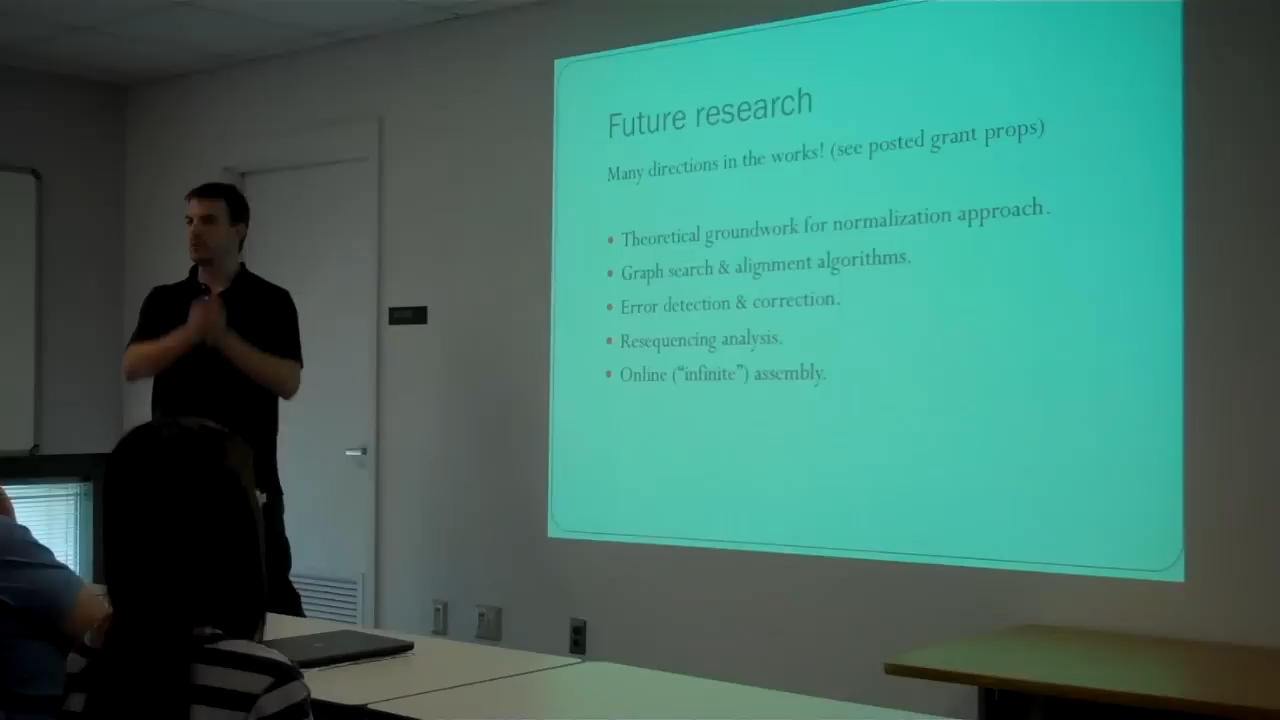 Future research
Many directions in the works! (see posted grant props)
• Theoretical groundwork for normalization approach.
• Graph search & alignment algorithms.
• Error detection & correction.
• Resequencing analysis.
• Online (“infinite”) assembly.